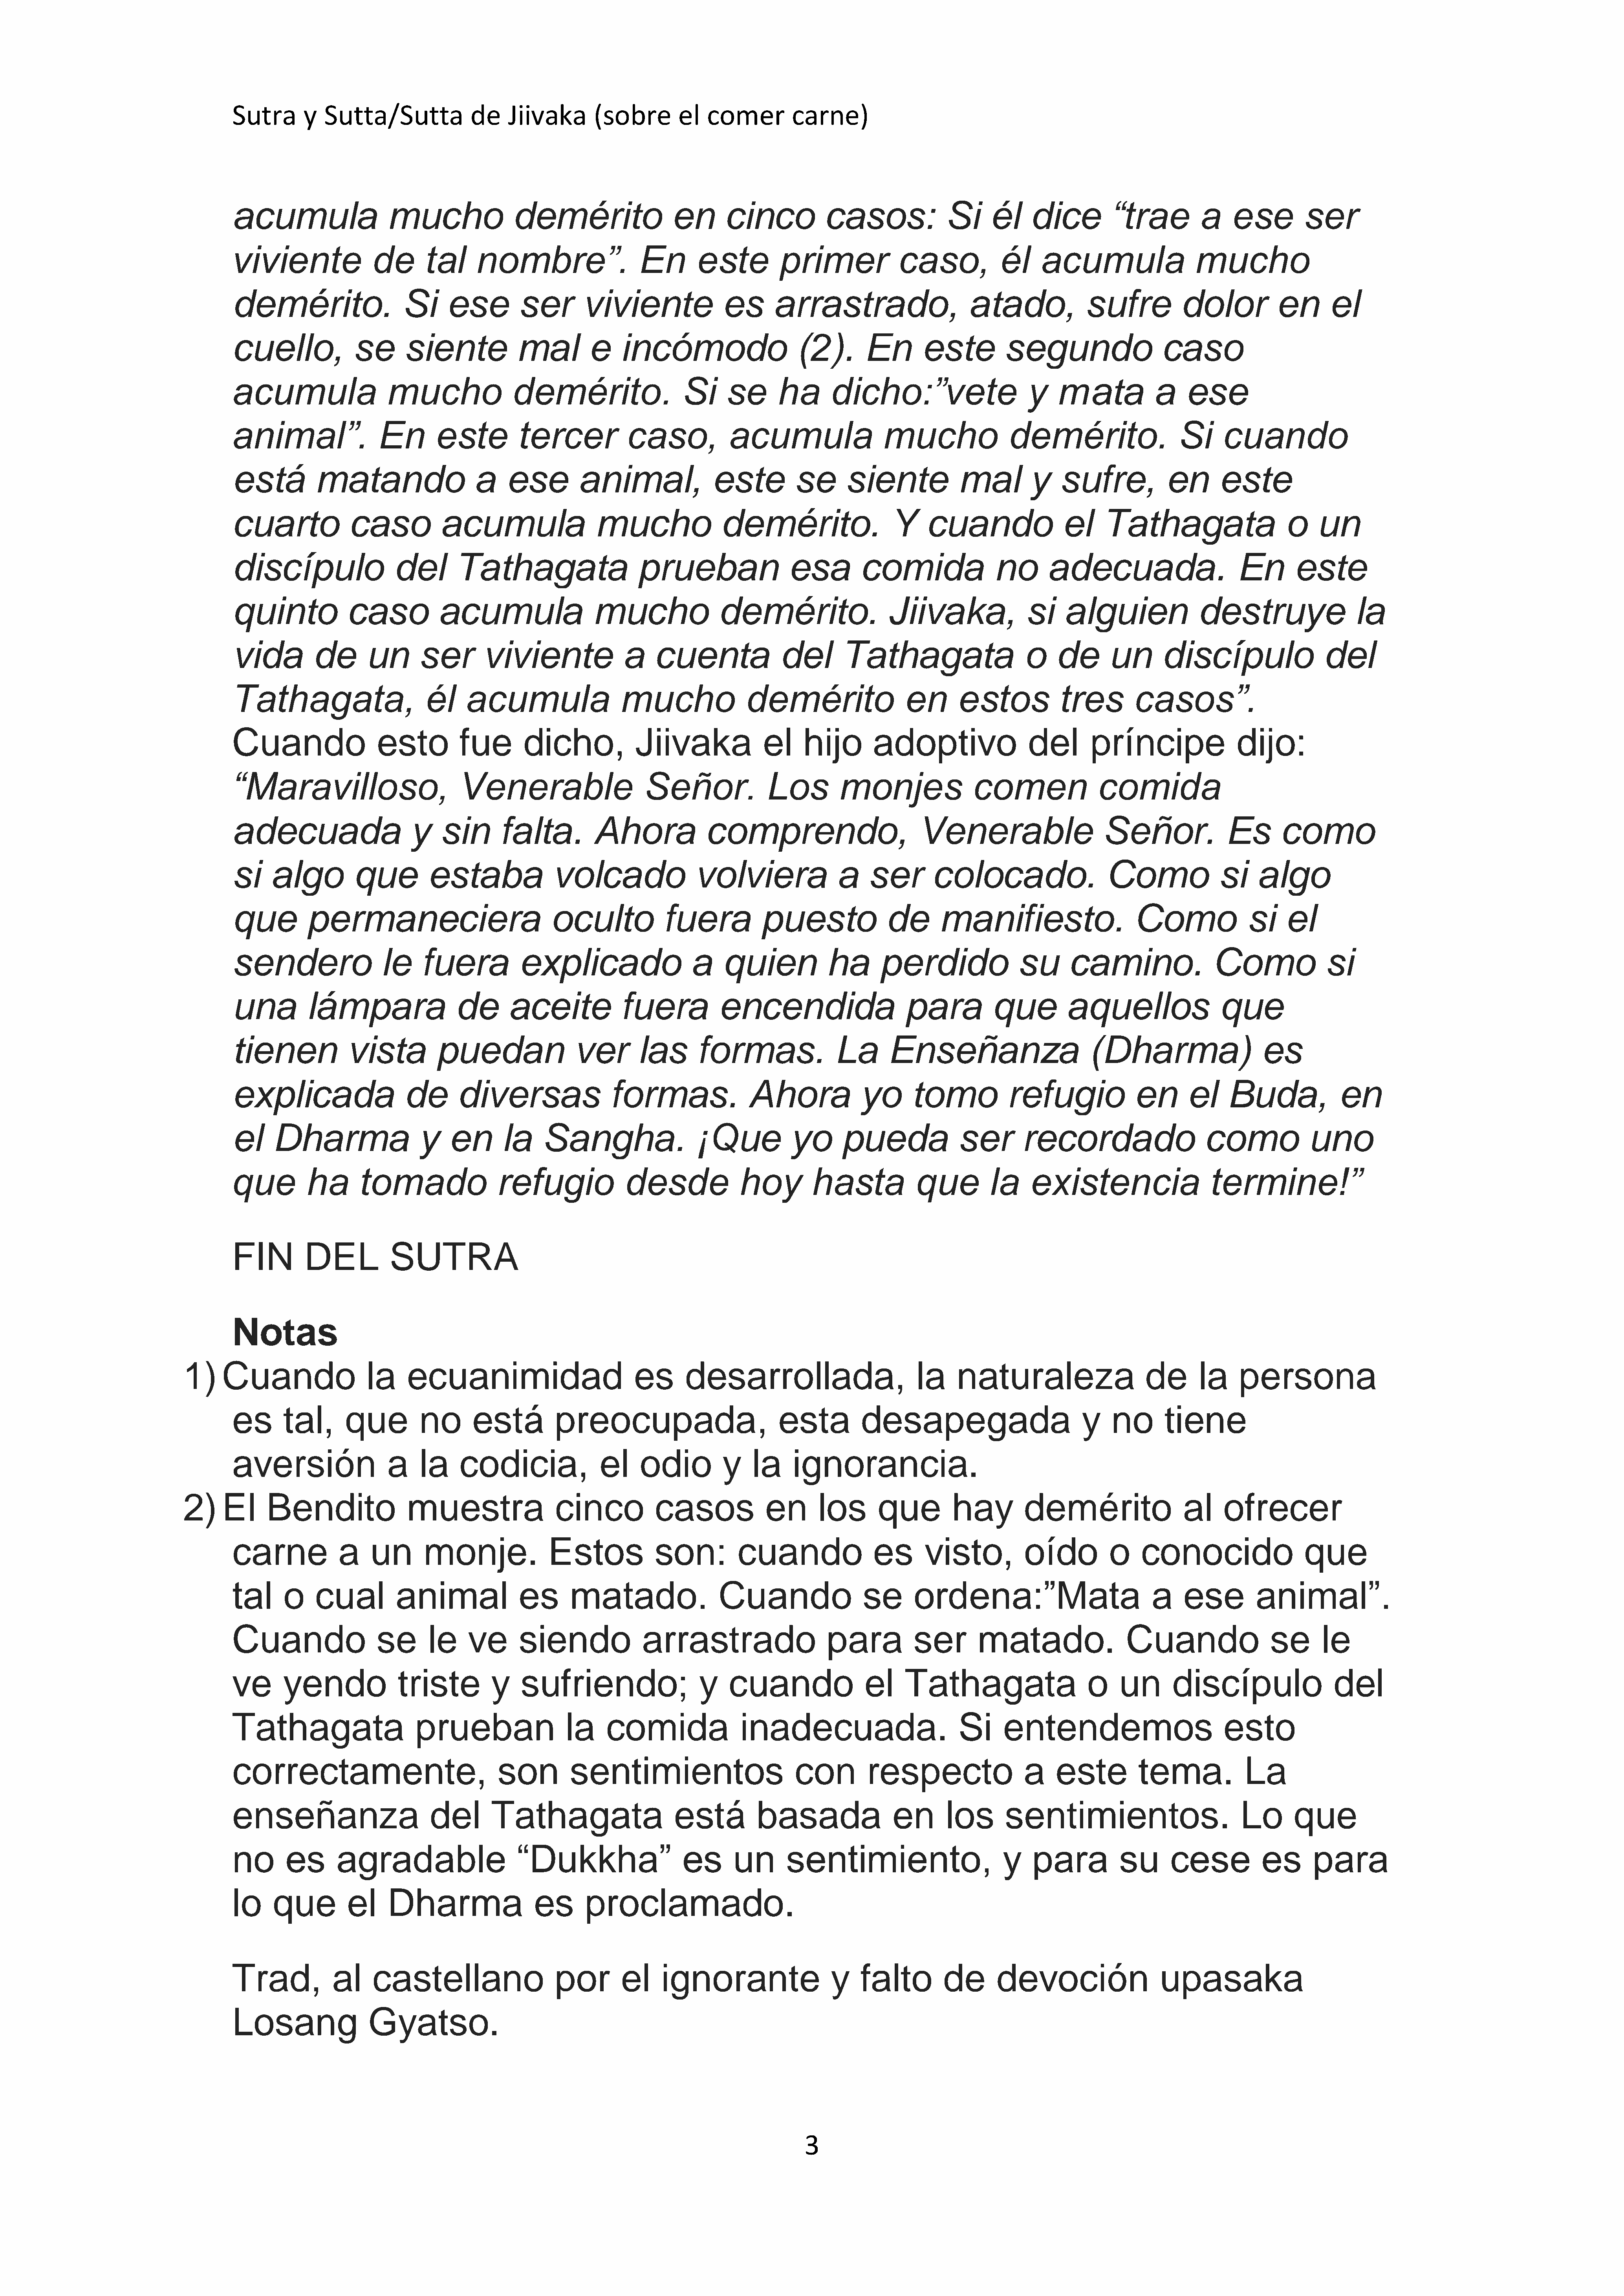 Sutra y Sutta/Sutta de Jiivaka (sobre el comer carne)
acumula mucho demérito en cinco casos: Si él dice “trae a ese ser
viviente de tal nombre”. En este primer caso, él acumula mucho
demérito. Si ese ser viviente es arrastrado, atado, sufre dolor en el
cuello, se siente mal e incómodo (2). En este segundo caso
acumula mucho demérito. Si se ha dicho:”vete y mata a ese
animal”. En este tercer caso, acumula mucho demérito. Si cuando
está matando a ese animal, este se siente mal y sufre, en este
cuarto caso acumula mucho demérito. Y cuando el Tathagata o un
discípulo del Tathagata prueban esa comida no adecuada. En este
quinto caso acumula mucho demérito. Jiivaka, si alguien destruye la
vida de un ser viviente a cuenta del Tathagata o de un discípulo del
Tathagata, él acumula mucho demérito en estos tres casos”.
Cuando esto fue dicho, Jiivaka el hijo adoptivo del príncipe dijo:
“Maravilloso, Venerable Señor. Los monjes comen comida
adecuada y sin falta. Ahora comprendo, Venerable Señor. Es como
si algo que estaba volcado volviera a ser colocado. Como si algo
que permaneciera oculto fuera puesto de manifiesto. Como si el
sendero le fuera explicado a quien ha perdido su camino. Como si
una lámpara de aceite fuera encendida para que aquellos que
tienen vista puedan ver las formas. La Enseñanza (Dharma) es
explicada de diversas formas. Ahora yo tomo refugio en el Buda, en
el Dharma y en la Sangha. ¡Que yo pueda ser recordado como uno
que ha tomado refugio desde hoy hasta que la existencia termine!”
FIN DEL SUTRA
Notas
1) Cuando la ecuanimidad es desarrollada, la naturaleza de la persona
es tal, que no está preocupada, esta desapegada y no tiene
aversión a la codicia, el odio y la ignorancia.
2) El Bendito muestra cinco casos en los que hay demérito al ofrecer
carne a un monje. Estos son: cuando es visto, oído o conocido que
tal o cual animal es matado. Cuando se ordena:”Mata a ese animal”.
Cuando se le ve siendo arrastrado para ser matado. Cuando se le
ve yendo triste y sufriendo; y cuando el Tathagata o un discípulo del
Tathagata prueban la comida inadecuada. Si entendemos esto
correctamente, son sentimientos con respecto a este tema. La
enseñanza del Tathagata está basada en los sentimientos. Lo que
no es agradable “Dukkha” es un sentimiento, y para su cese es para
lo que el Dharma es proclamado.
Trad, al castellano por el ignorante y falto de devoción upasaka
Losang Gyatso.
3